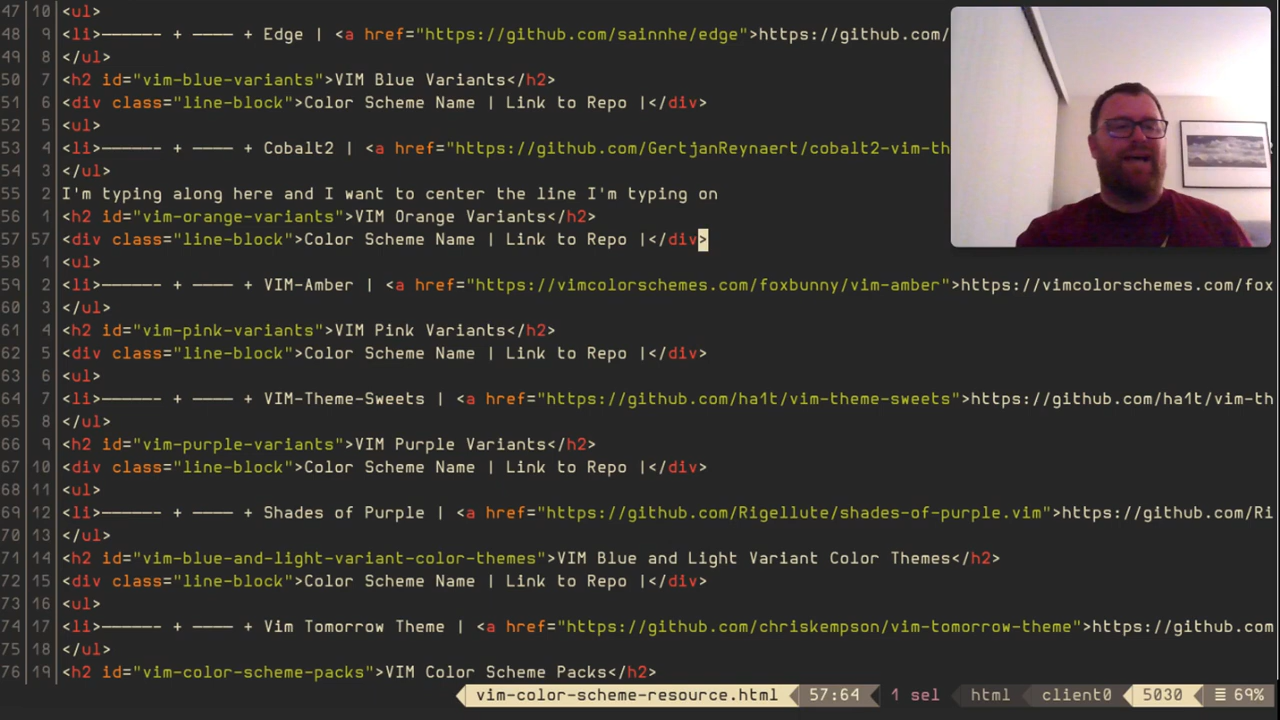 47 10 <ul>
48 9 <li>—————— + ———— + Edge | <a href="https://github.com/sainnhe/edge">https://github.com/
49 8 </ul>
50 7 <h2 id="vim-blue-variants">VIM Blue Variants</h2>
51 6 <div class="line-block">Color Scheme Name | Link to Repo |</div>
52 5 <ul>
53 4 <li>—————— + ———— + Cobalt2 | <a href="https://github.com/GertjanReynaert/cobalt2-vim-th
54 3 </ul>
55 2 I'm typing along here and I want to center the line I'm typing on
56 1 <h2 id="vim-orange-variants">VIM Orange Variants</h2>
57 57 <div class="line-block">Color Scheme Name | Link to Repo |</div>
58 1 <ul>
59 2 <li>—————— + ———— + VIM-Amber | <a href="https://vimcolorschemes.com/foxbunny/vim-amber">https://vimcolorschemes.com/fox
60 3 </ul>
61 4 <h2 id="vim-pink-variants">VIM Pink Variants</h2>
62 5 <div class="line-block">Color Scheme Name | Link to Repo |</div>
63 6 <ul>
64 7 <li>—————— + ———— + VIM-Theme-Sweets | <a href="https://github.com/ha1t/vim-theme-sweets">https://github.com/ha1t/vim-th
65 8 </ul>
66 9 <h2 id="vim-purple-variants">VIM Purple Variants</h2>
67 10 <div class="line-block">Color Scheme Name | Link to Repo |</div>
68 11 <ul>
69 12 <li>—————— + ———— + Shades of Purple | <a href="https://github.com/Rigellute/shades-of-purple.vim">https://github.com/Ri
70 13 </ul>
71 14 <h2 id="vim-blue-and-light-variant-color-themes">VIM Blue and Light Variant Color Themes</h2>
72 15 <div class="line-block">Color Scheme Name | Link to Repo |</div>
73 16 <ul>
74 17 <li>—————— + ———— + Vim Tomorrow Theme | <a href="https://github.com/chriskempson/vim-tomorrow-theme">https://github.com
75 18 </ul>
76 19 <h2 id="vim-color-scheme-packs">VIM Color Scheme Packs</h2>
vim-color-scheme-resource.html 57:64 1 sel html client0 5030 ≣ 69%